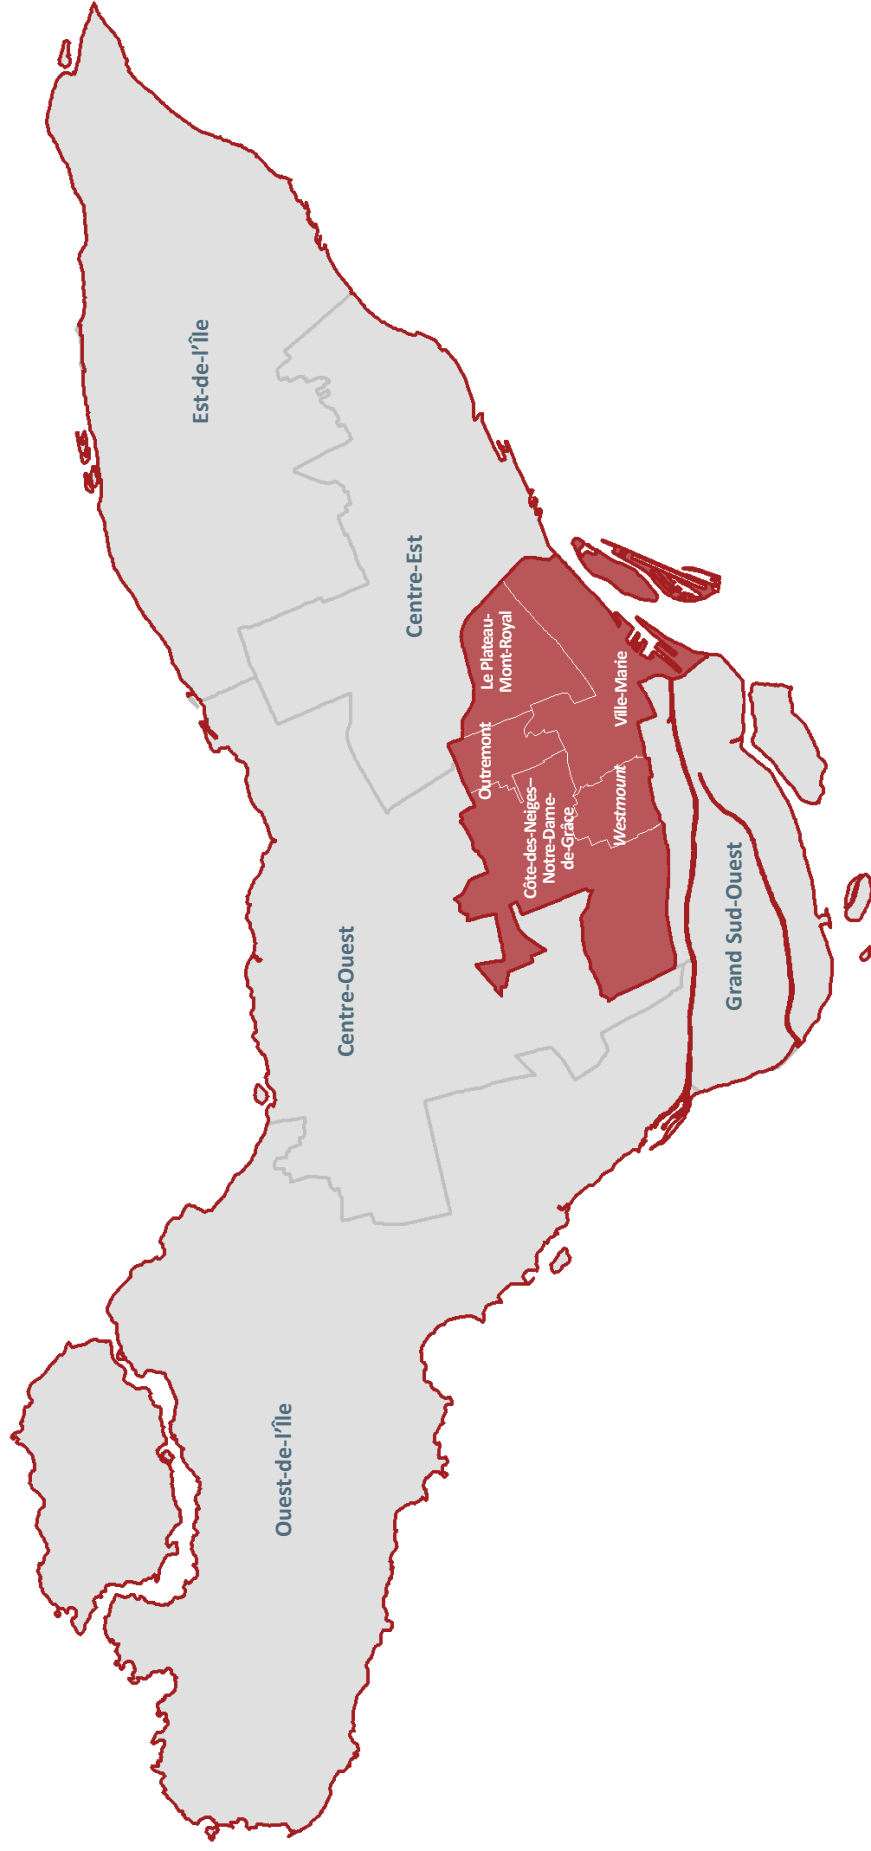 Est-de-l'Île
Centre-Est
Le Plateau-
Mont-Royal
Outremont
Ville-Marie
Côte-des-Neiges–
Notre-Dame-
de-Grâce
Westmount
Centre-Ouest
Grand Sud-Ouest
Ouest-de-l'Île